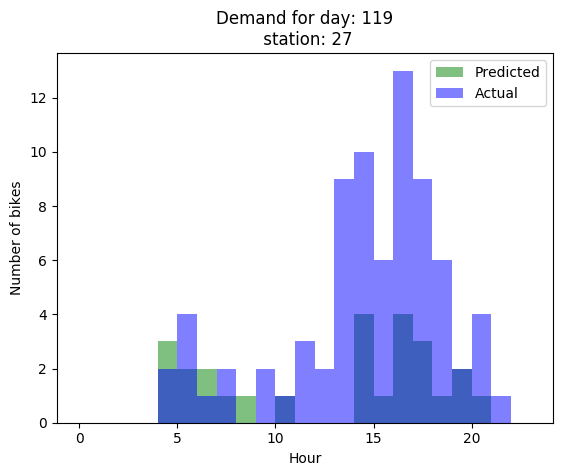 Demand for day: 119
station: 27
Predicted
Actual
Number of bikes
12
10
8
6
4
2
0
0
5
10
15
20
Hour